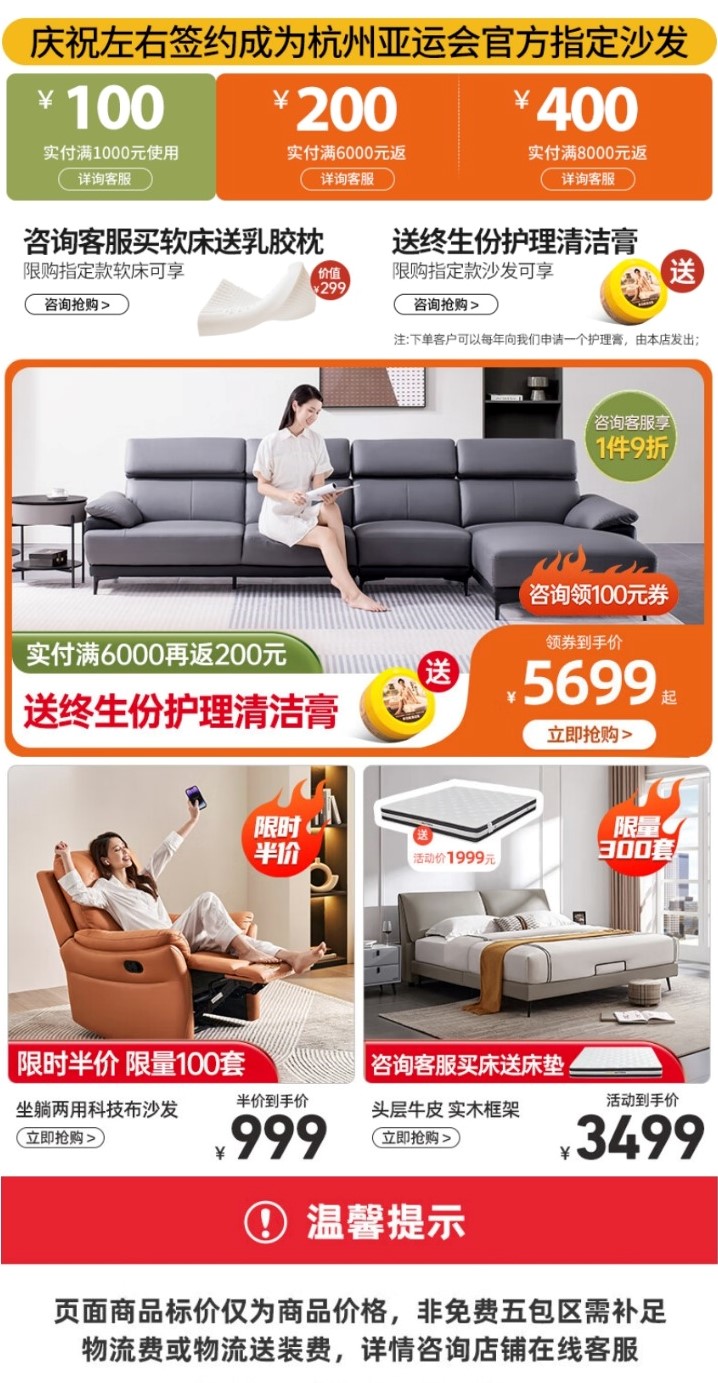 庆祝左右签约成为杭州亚运会官方指定沙发
¥100
¥200
¥400
实付满1000元使用
实付满6000元返
实付满8000元返
详询客服
详询客服
详询客服
咨询客服买软床送乳胶枕
限购指定款软床可享
咨询抢购>
价值
¥299
送终生份护理清洁膏
限购指定款沙发可享
咨询抢购>
送
注:下单客户可以每年向我们申请一个护理膏，由本店发出;
咨询客服享
1件9折
咨询领100元券
实付满6000再返200元
送终生份护理清洁膏
送
领券到手价
¥5699起
立即抢购>
限时
半价
限时半价 限量100套
坐躺两用科技布沙发
立即抢购>
半价到手价
¥999
送
活动价1999元
限量
300套
咨询客服买床送床垫
头层牛皮 实木框架
立即抢购>
活动到手价
¥3499
温馨提示
页面商品标价仅为商品价格，非免费五包区需补足
物流费或物流送装费，详情咨询店铺在线客服